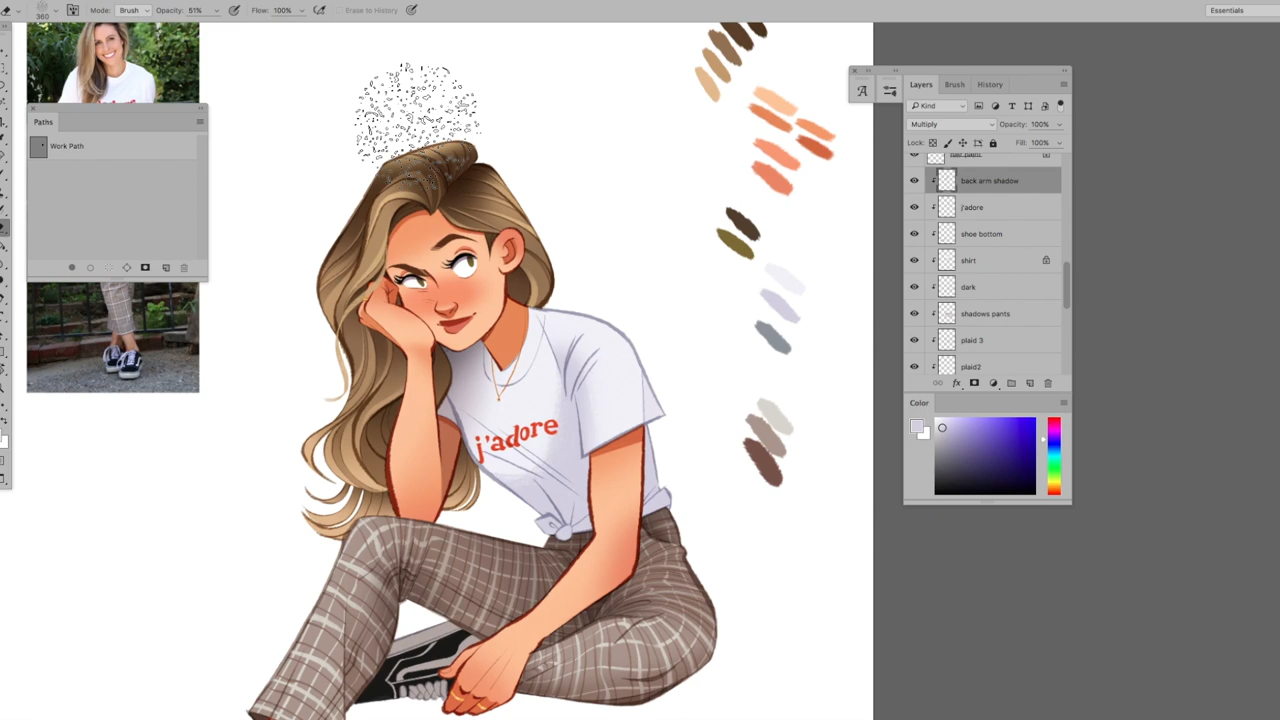 360
Mode: Brush Opacity: 51% Flow: 100% Erase to History
Essentials
Paths
Work Path
Layers Brush History
Kind
Multiply Opacity: 100%
Lock: Fill: 100%
back arm shadow
j'adore
shoe bottom
shirt
dark
shadows pants
plaid 3
plaid2
Color
j'adore